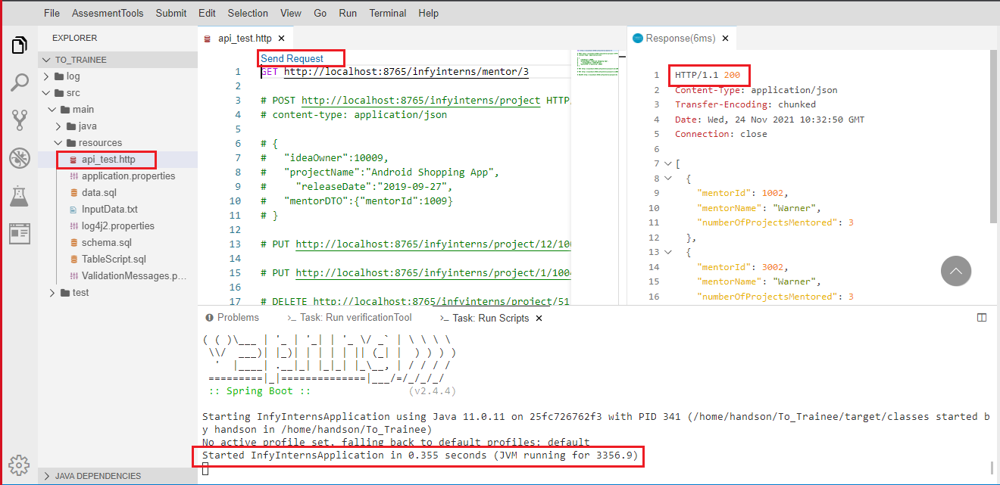 File AssesmentTools Submit Edit Selection View Go Run Terminal Help
EXPLORER
TO_TRAINEE
log
src
main
java
resources
api_test.http
application.properties
data.sql
InputData.txt
log4j2.properties
schema.sql
TableScript.sql
ValidationMessages.p…
test
JAVA DEPENDENCIES
api_test.http
Send Request
1 GET http://localhost:8765/infyinterns/mentor/3
2
3 # POST http://localhost:8765/infyinterns/project HTTP/
4 # content-type: application/json
5
6 # {
7 #   "ideaOwner":10009,
8 #   "projectName":"Android Shopping App",
9 #     "releaseDate":"2019-09-27",
10 #   "mentorDTO":{"mentorId":1009}
11 # }
12
13 # PUT http://localhost:8765/infyinterns/project/12/100
14
15 # PUT http://localhost:8765/infyinterns/project/1/1004
16
17 # DELETE http://localhost:8765/infyinterns/project/51
Response(6ms)
1 HTTP/1.1 200
2 Content-Type: application/json
3 Transfer-Encoding: chunked
4 Date: Wed, 24 Nov 2021 10:32:50 GMT
5 Connection: close
6
7 [
8 {
9 "mentorId": 1002,
10 "mentorName": "Warner",
11 "numberOfProjectsMentored": 3
12 },
13 {
14 "mentorId": 3002,
15 "mentorName": "Warner",
16 "numberOfProjectsMentored": 3
Problems >_ Task: Run verificationTool >_ Task: Run Scripts
( ( )\___ | '_ | '_| | '_ \/ _` | \ \ \ \
 \\/  ___)| |_)| | | | | || (_| |  ) ) ) )
  '  |____| .__|_| |_|_| |_\__, | / / / /
 =========|_|==============|___/=/_/_/_/
 :: Spring Boot ::                (v2.4.4)
Starting InfyInternsApplication using Java 11.0.11 on 25fc726762f3 with PID 341 (/home/handson/To_Trainee/target/classes started b
y handson in /home/handson/To_Trainee)
No active profile set, falling back to default profiles: default
Started InfyInternsApplication in 0.355 seconds (JVM running for 3356.9)